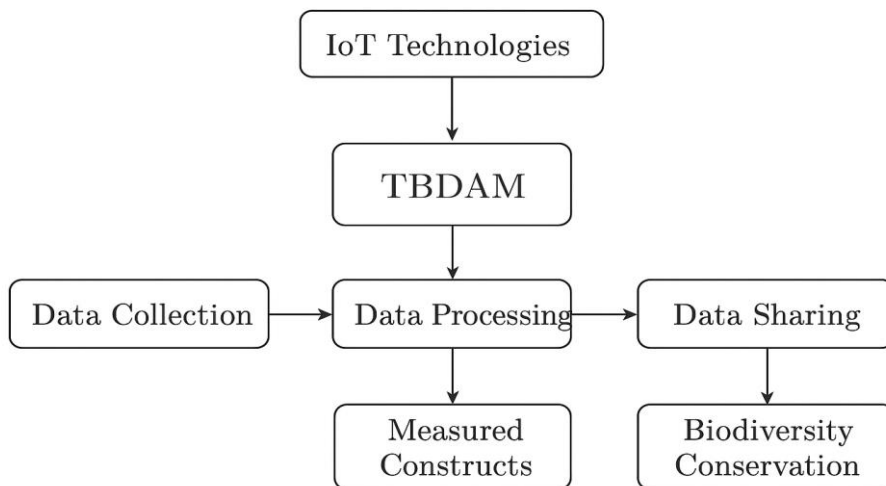 IoT Technologies
TBDAM
Data Collection
Data Processing
Data Sharing
Measured
Constructs
Biodiversity
Conservation